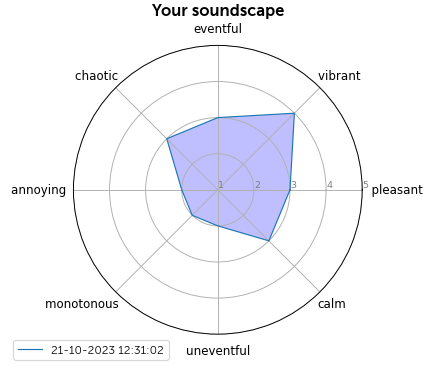 Your soundscape
eventful
chaotic
vibrant
annoying
1 2 3 4 5
pleasant
monotonous
calm
21-10-2023 12:31:02
uneventful